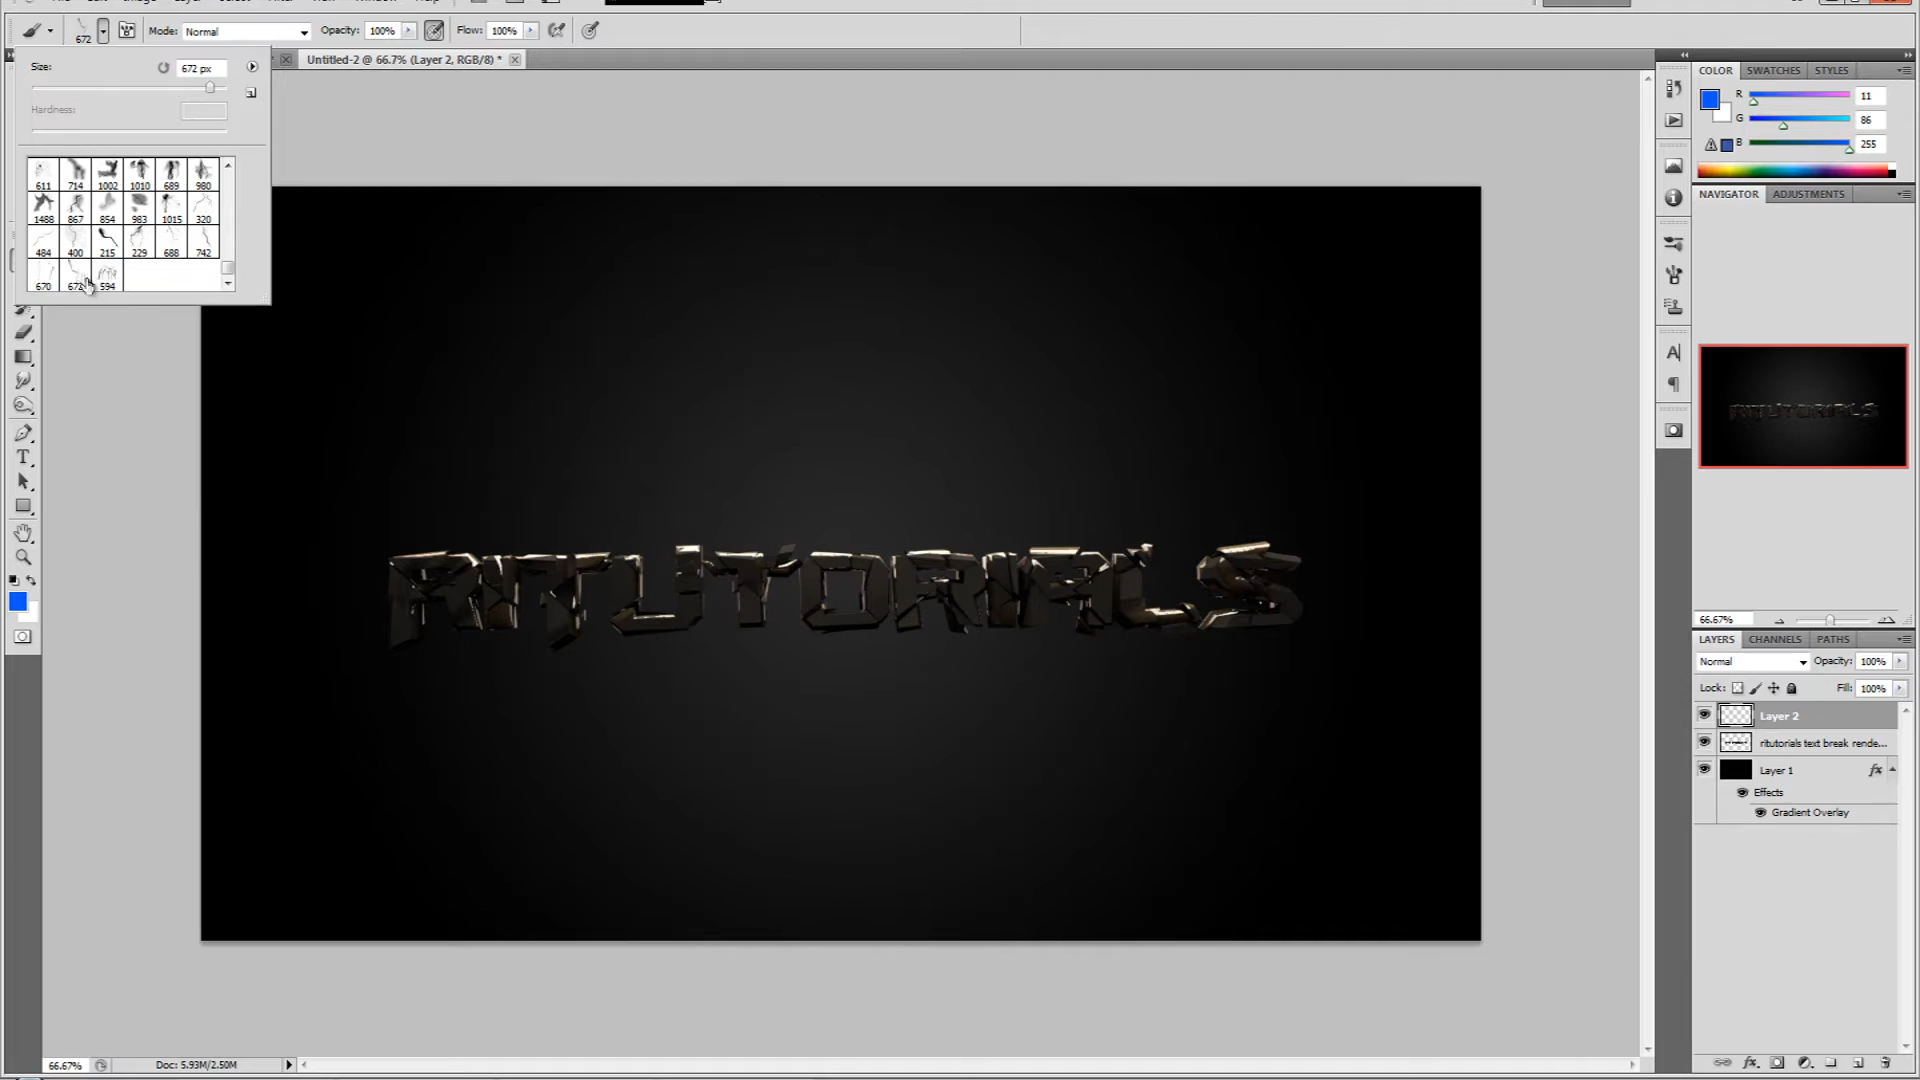 672
Mode: Normal
Opacity: 100%
Flow: 100%
Size: 672 px
Hardness:
611 714 1002 1010 689 980
1488 867 854 983 1015 320
484 400 215 229 688 742
670 672 594
Untitled-2 @ 66.7% (Layer 2, RGB/8) *
RITUTORIALS
COLOR SWATCHES STYLES
R 11
G 86
B 255
NAVIGATOR ADJUSTMENTS
66.67%
LAYERS CHANNELS PATHS
Normal Opacity: 100%
Lock: Fill: 100%
Layer 2
ritutorials text break rende...
Layer 1 fx
Effects
Gradient Overlay
66.67% Doc: 5.93M/2.50M